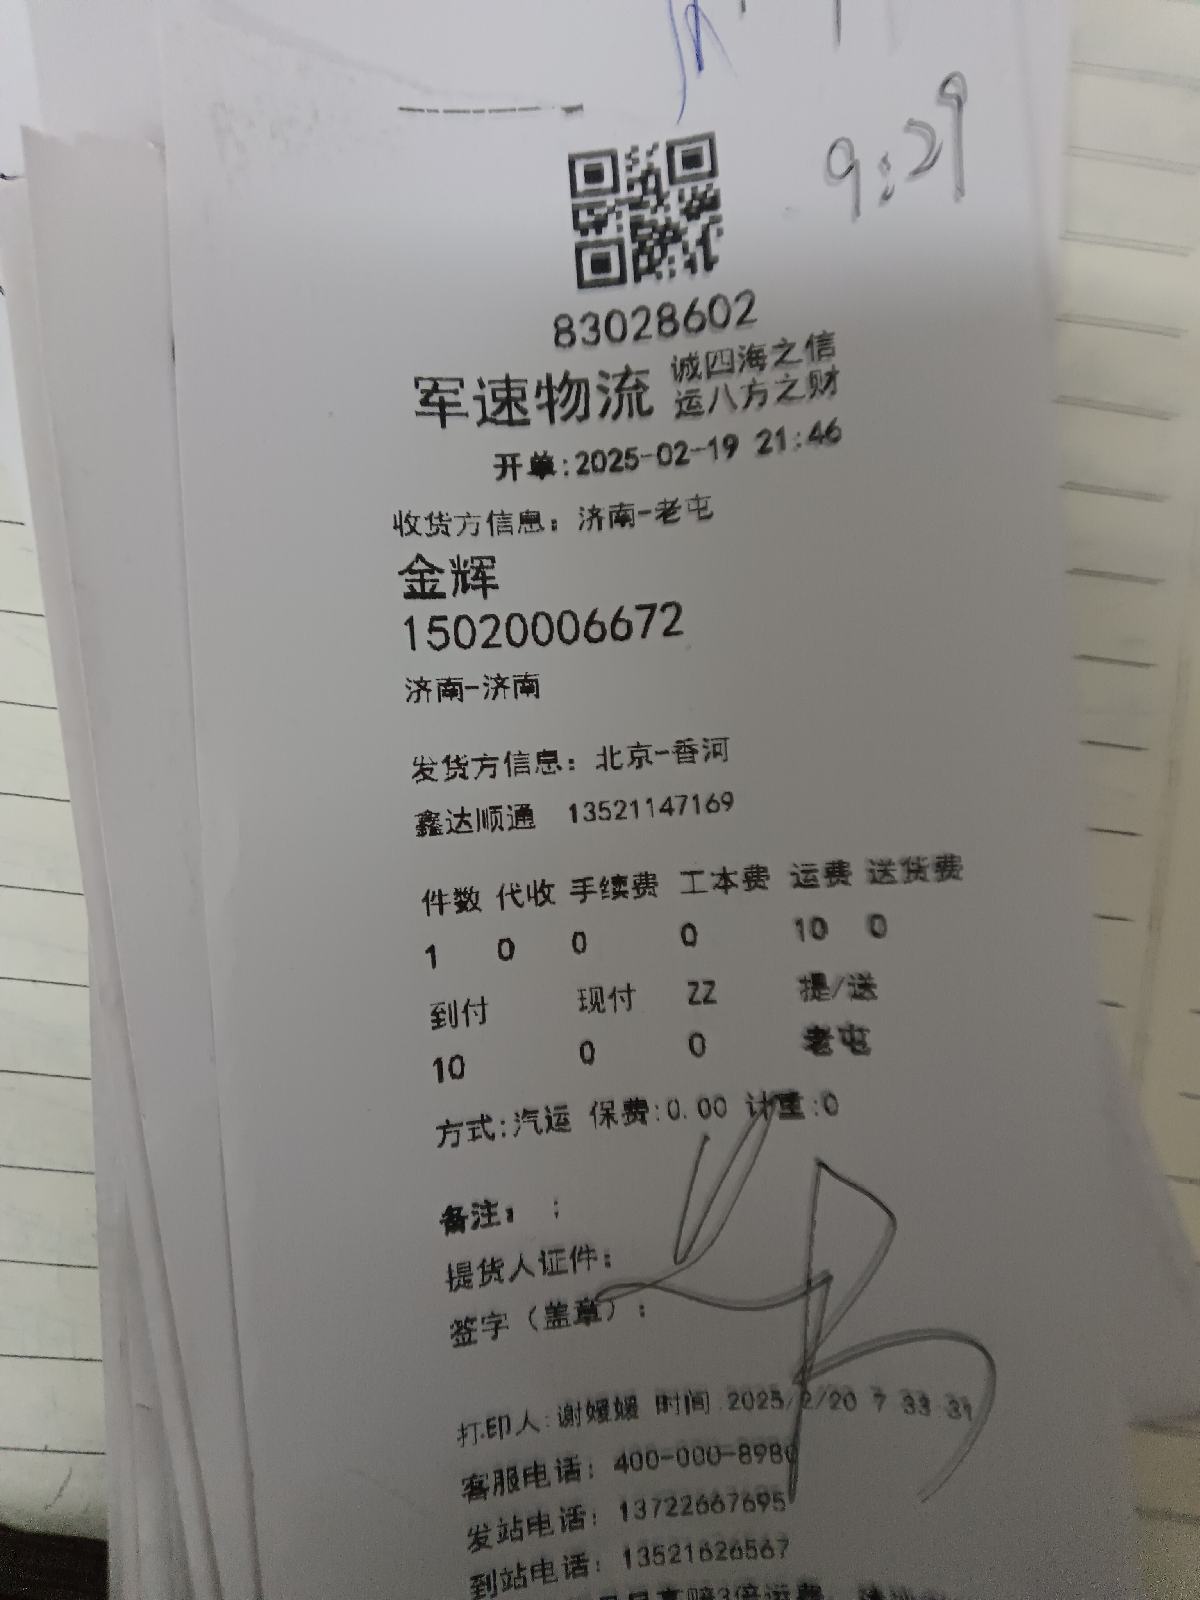 9:29
83028602
军速物流 诚四海之信
运八方之财
开单:2025-02-19 21:46
收货方信息：济南-老屯
金辉
15020006672
济南-济南
发货方信息：北京-香河
鑫达顺通 13521147169
件数 代收 手续费 工本费 运费 送货费
1 0 0 0 10 0
到付 现付 ZZ 提/送
10 0 0 老屯
方式:汽运 保费:0.00 计重:0
备注： ；
提货人证件：
签字（盖章）：
打印人:谢媛媛 时间 2025/2/20 7 33 31
客服电话：400-000-8980
发站电话：13722667695
到站电话：13521626567
赔3倍运费